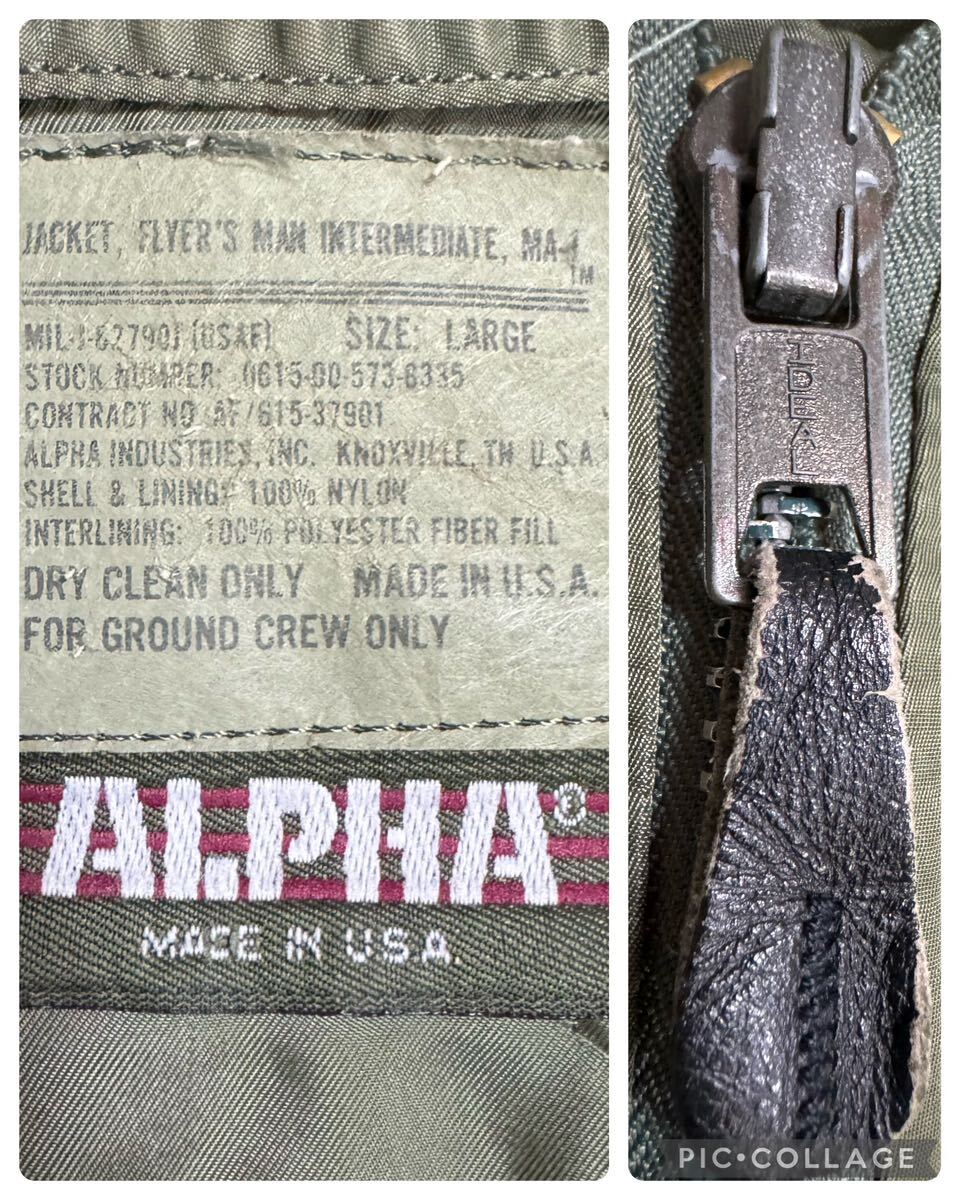 JACKET, FLYER'S MAN INTERMEDIATE, MA-1 TM
MIL-J-8279OJ (USAF) SIZE: LARGE
STOCK NUMBER: 0615-00-573-8335
CONTRACT NO AF/615-37901
ALPHA INDUSTRIES, INC. KNOXVILLE, TN U.S.A
SHELL & LINING: 100% NYLON
INTERLINING: 100% POLYESTER FIBER FILL
DRY CLEAN ONLY MADE IN U.S.A.
FOR GROUND CREW ONLY
ALPHA®
MADE IN U.S.A.
IDEAL
PIC•COLLAGE